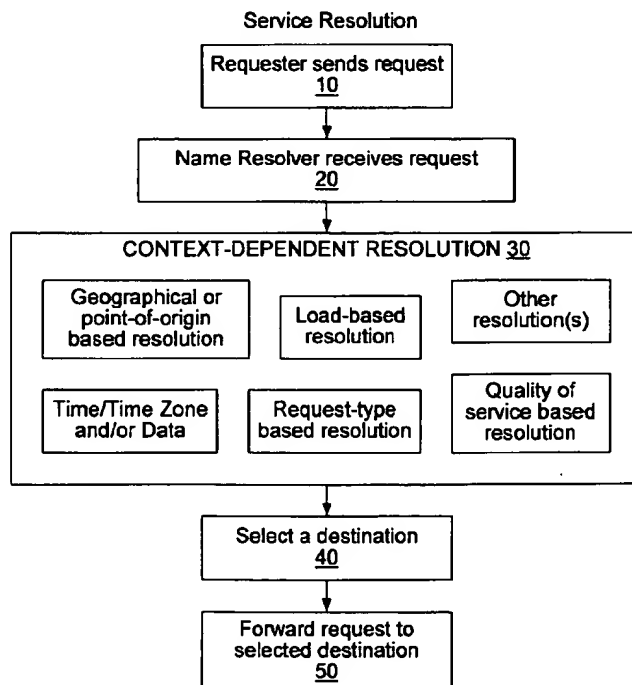 Service Resolution
Requester sends request
10
Name Resolver receives request
20
CONTEXT-DEPENDENT RESOLUTION 30
Geographical or
point-of-origin
based resolution
Load-based
resolution
Other
resolution(s)
Time/Time Zone
and/or Data
Request-type
based resolution
Quality of
service based
resolution
Select a destination
40
Forward request to
selected destination
50